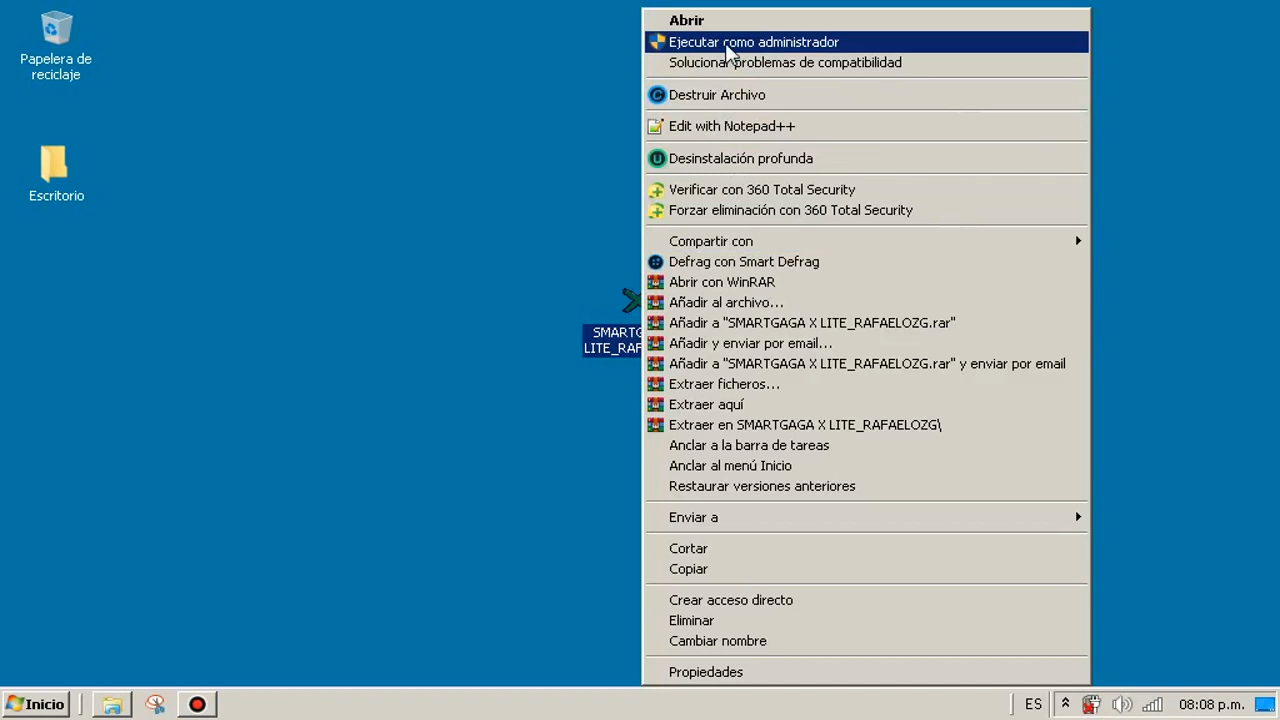 Papelera de
reciclaje
Escritorio
SMARTG
LITE_RAF
Abrir
Ejecutar como administrador
Solucionar problemas de compatibilidad
Destruir Archivo
Edit with Notepad++
Desinstalación profunda
Verificar con 360 Total Security
Forzar eliminación con 360 Total Security
Compartir con
Defrag con Smart Defrag
Abrir con WinRAR
Añadir al archivo...
Añadir a "SMARTGAGA X LITE_RAFAELOZG.rar"
Añadir y enviar por email...
Añadir a "SMARTGAGA X LITE_RAFAELOZG.rar" y enviar por email
Extraer ficheros...
Extraer aquí
Extraer en SMARTGAGA X LITE_RAFAELOZG\
Anclar a la barra de tareas
Anclar al menú Inicio
Restaurar versiones anteriores
Enviar a
Cortar
Copiar
Crear acceso directo
Eliminar
Cambiar nombre
Propiedades
Inicio
ES
08:08 p.m.